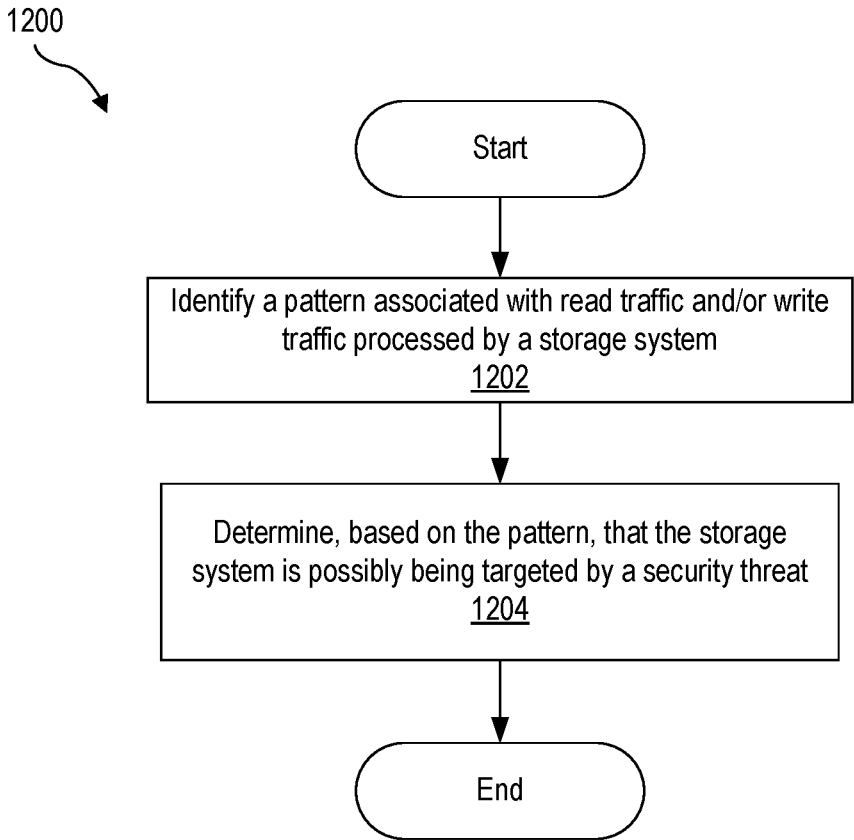 1200
Start
Identify a pattern associated with read traffic and/or write
traffic processed by a storage system
1202
Determine, based on the pattern, that the storage
system is possibly being targeted by a security threat
1204
End